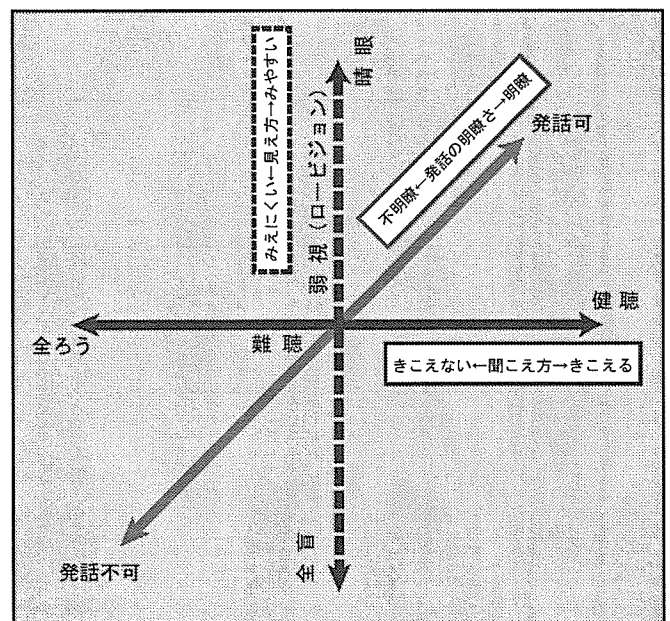 みえにくい←見え方→みやすい
弱視（ロービジョン）
晴眼
不明瞭←発話の明瞭さ→明瞭
発話可
健聴
全ろう
難聴
きこえない←聞こえ方→きこえる
全盲
発話不可